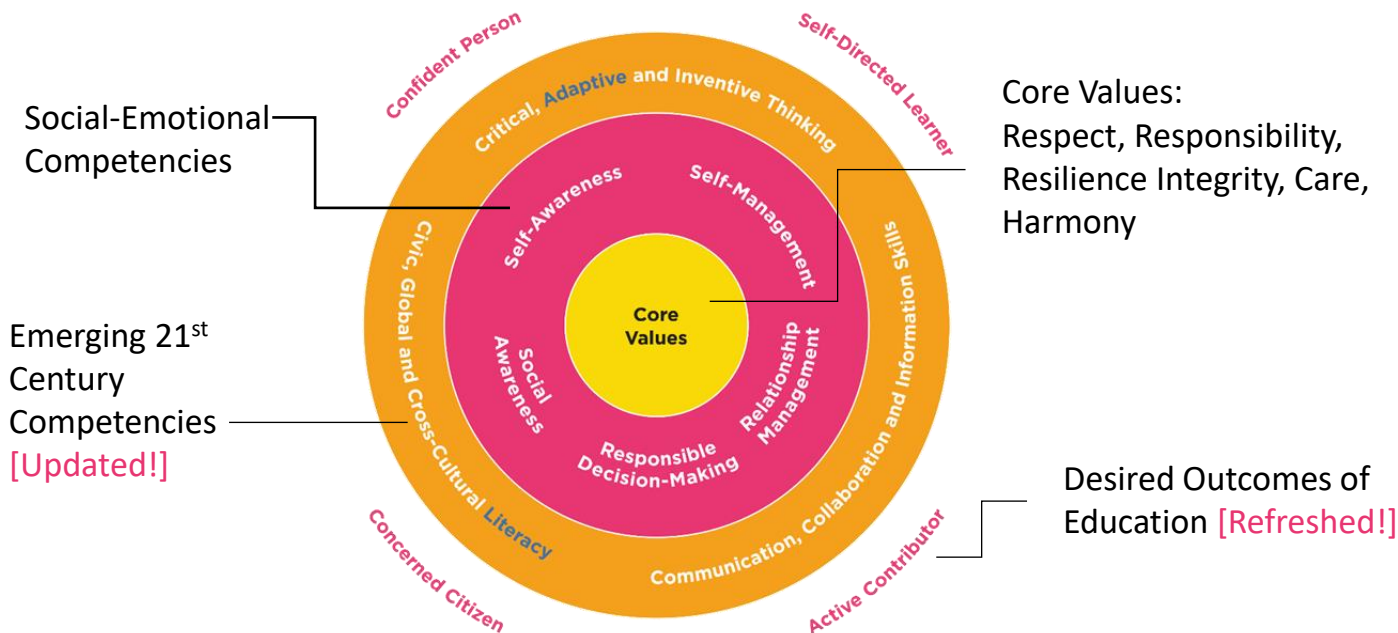 Confident Person
Self-Directed Learner
Critical, Adaptive and Inventive Thinking
Social-Emotional
Competencies
Core Values:
Respect, Responsibility,
Resilience Integrity, Care,
Harmony
Self-Awareness
Self-Management
Civic, Global and Cross-Cultural Literacy
Communication, Collaboration and Information Skills
Core
Values
Emerging 21st
Century
Competencies
[Updated!]
Social
Awareness
Relationship
Management
Responsible
Decision-Making
Desired Outcomes of
Education [Refreshed!]
Concerned Citizen
Active Contributor